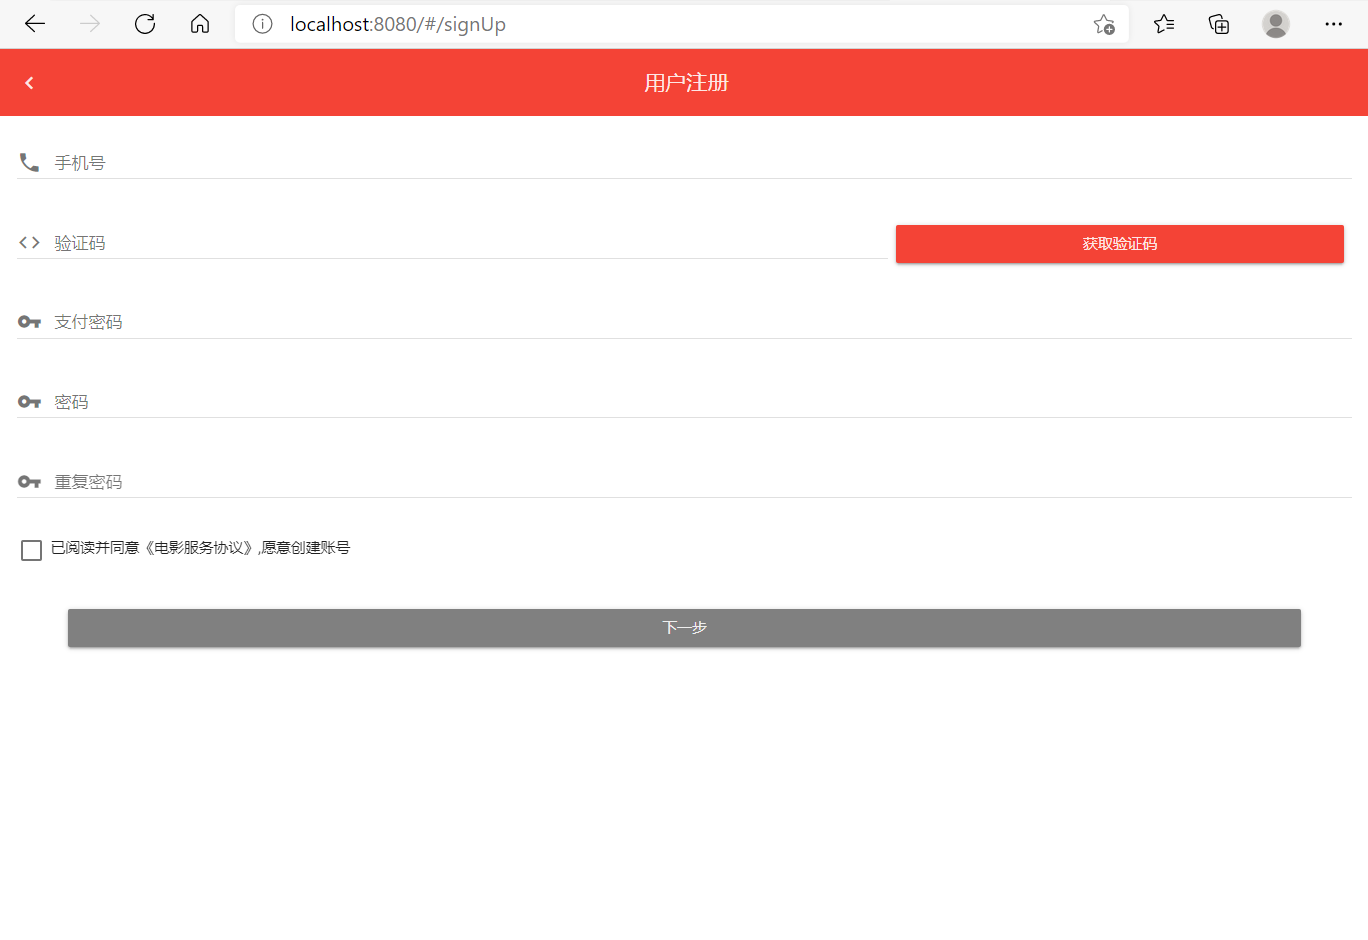 localhost:8080/#/signUp
用户注册
手机号
验证码
获取验证码
支付密码
密码
重复密码
已阅读并同意《电影服务协议》,愿意创建账号
下一步